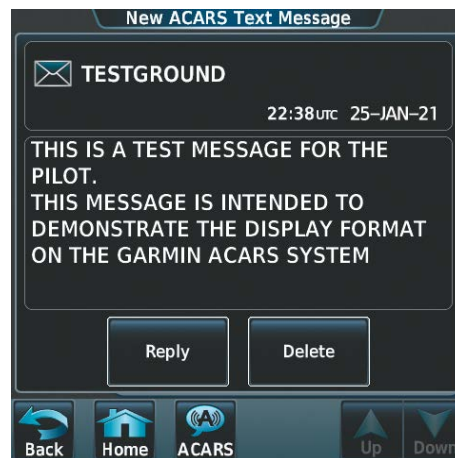 New ACARS Text Message
TESTGROUND
22:38UTC 25-JAN-21
THIS IS A TEST MESSAGE FOR THE
PILOT.
THIS MESSAGE IS INTENDED TO
DEMONSTRATE THE DISPLAY FORMAT
ON THE GARMIN ACARS SYSTEM
Reply Delete
Back Home ACARS Up Down